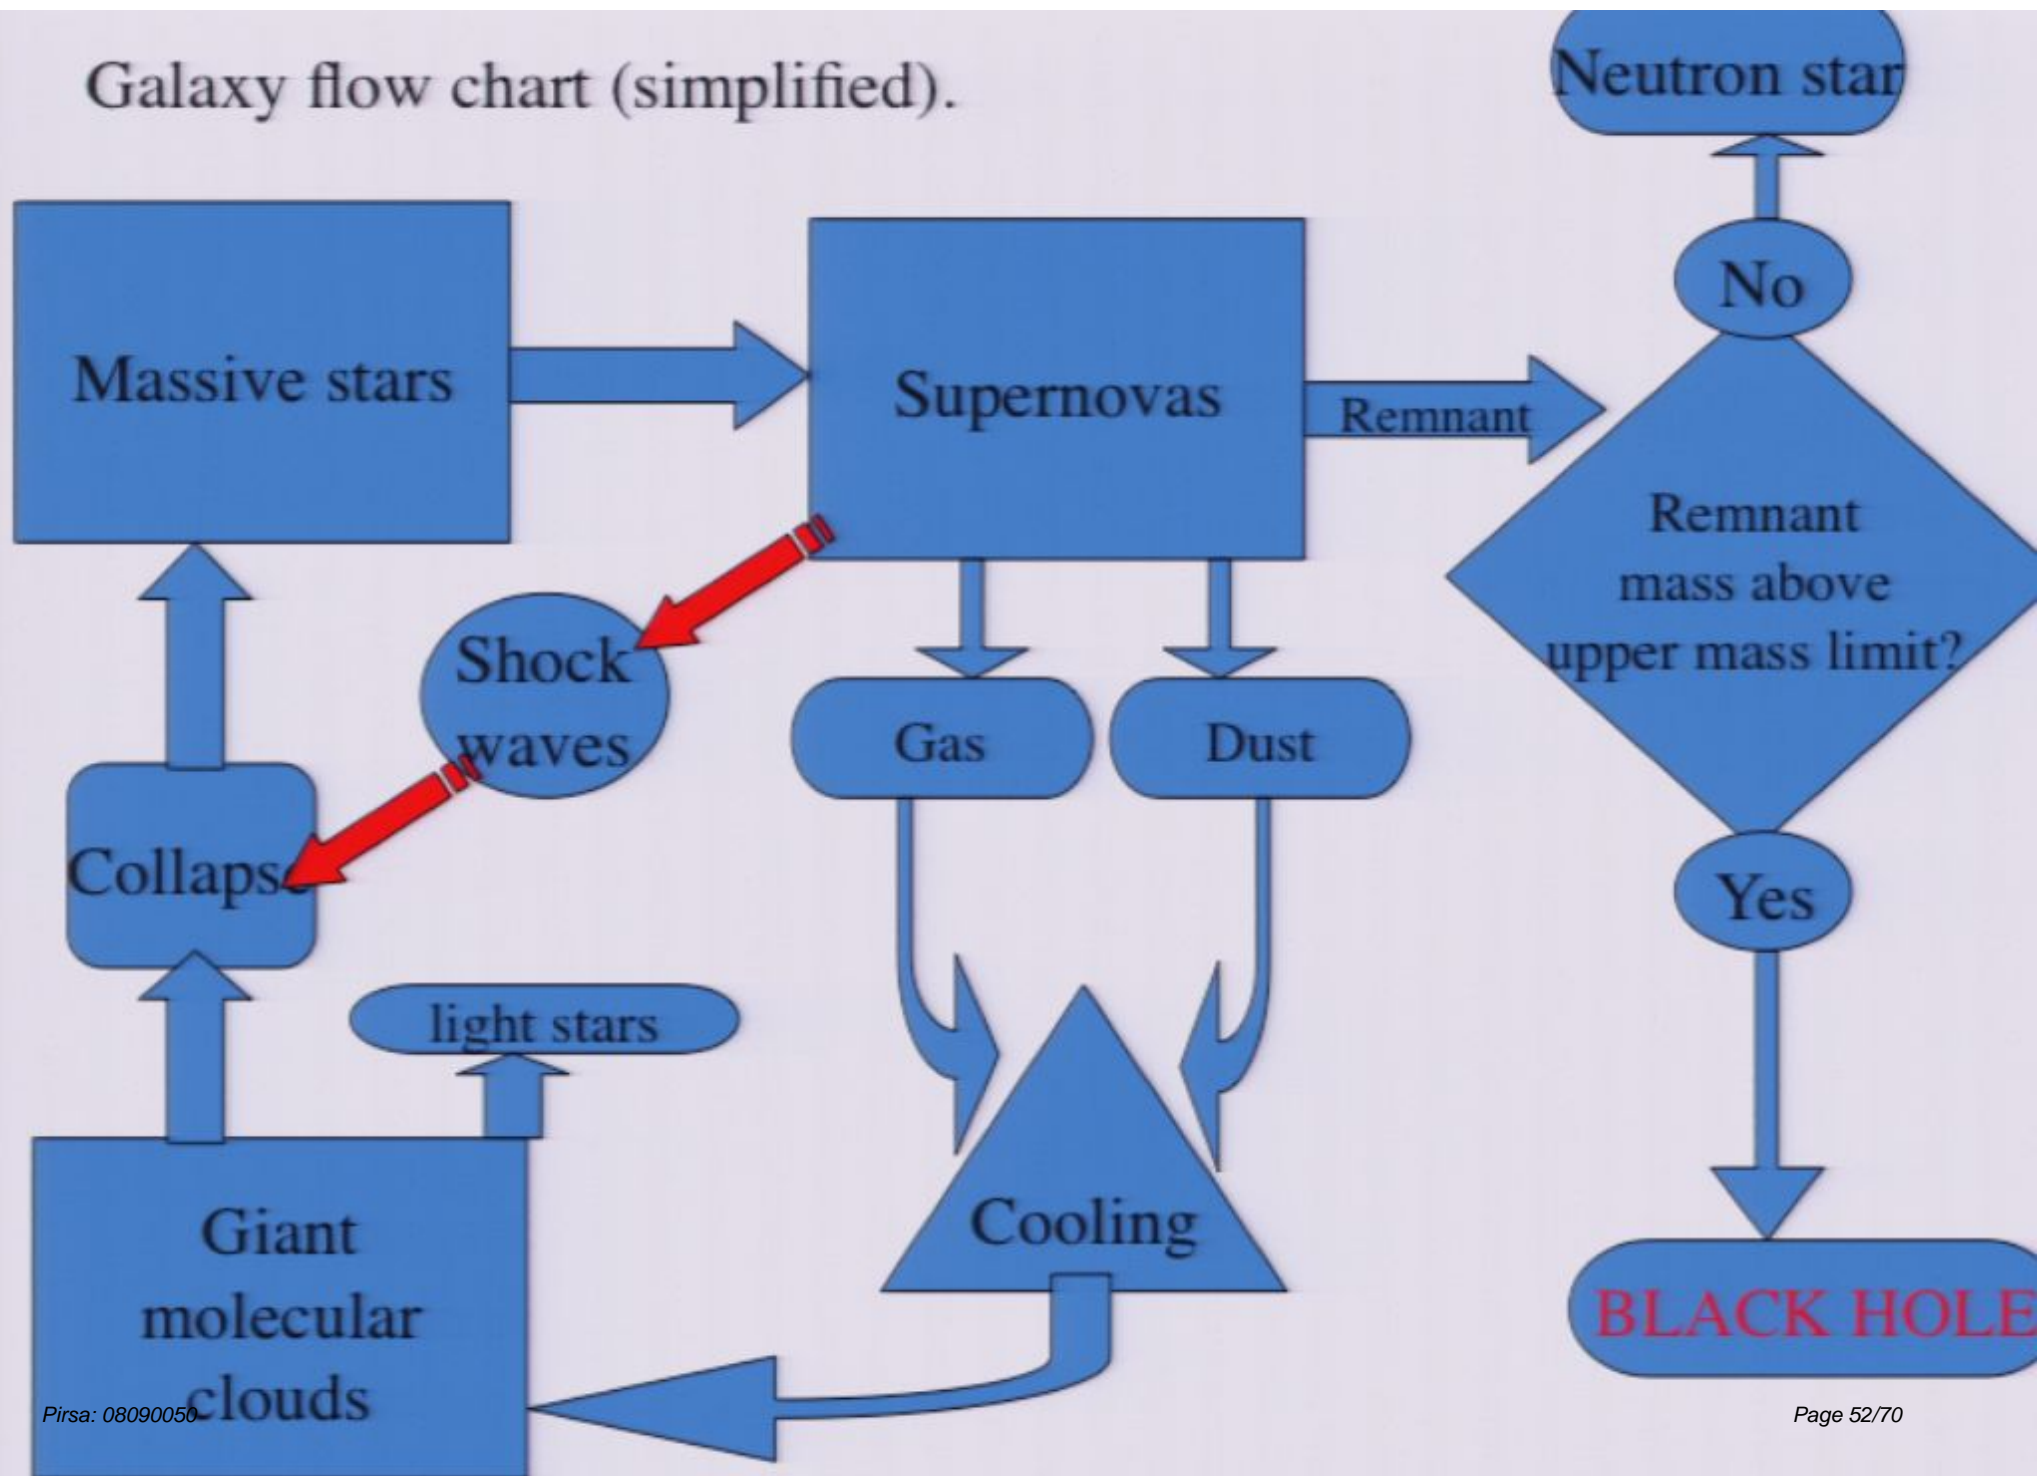 Galaxy flow chart (simplified).
Neutron star
No
Massive stars
Supernovas
Remnant
Remnant
mass above
upper mass limit?
Shock
waves
Gas
Dust
Collapse
Yes
light stars
Cooling
Giant
molecular
clouds
BLACK HOLE
Pirsa: 08090050
Page 52/70